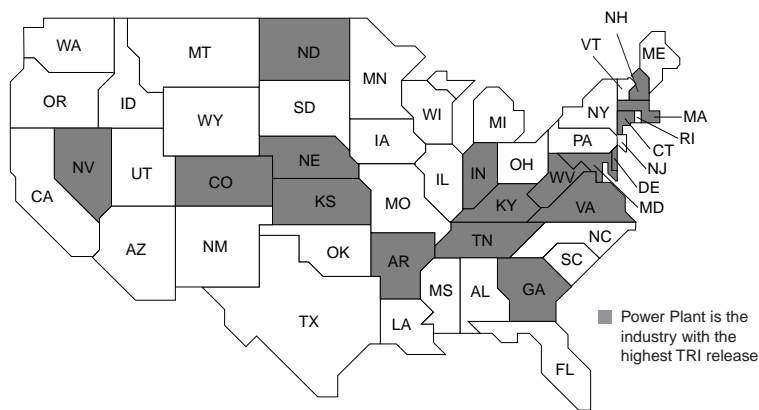 NH
VT
ME
WA
MT
ND
MN
OR
ID
SD
WI
MI
NY
MA
RI
WY
IA
PA
CT
NJ
NV
UT
CO
NE
IL
IN
OH
WV
DE
MD
CA
KS
MO
KY
VA
AZ
NM
OK
AR
TN
NC
SC
TX
LA
MS
AL
GA
FL
Power Plant is the
industry with the
highest TRI release